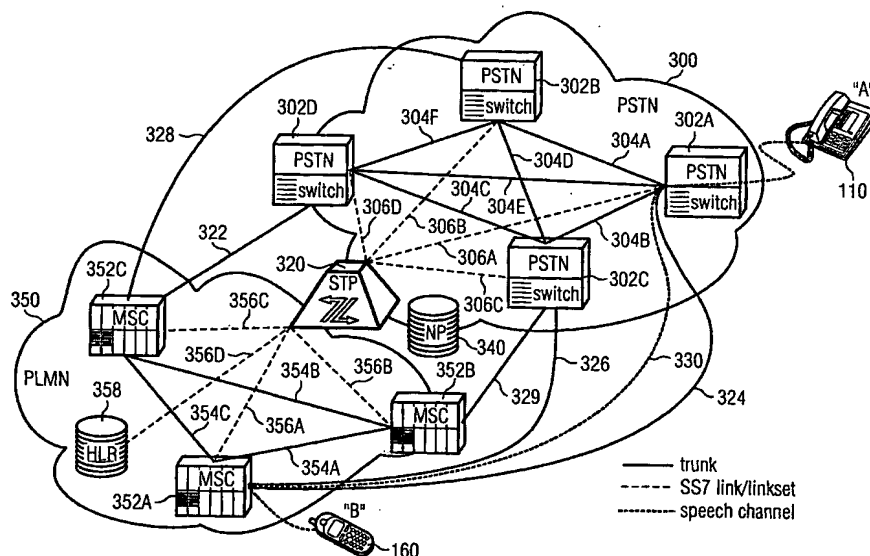 300
PSTN
302B
PSTN
switch
"A"
302D
302A
328
304F
304A
PSTN
switch
304D
PSTN
switch
110
304C
304E
306D
306B
304B
322
306A
320
PSTN
switch
302C
352C
STP
306C
350
MSC
356C
NP
340
326
330
356D
PLMN
354B
356B
352B
358
329
324
MSC
354C
356A
HLR
354A
MSC
352A
"B"
160
trunk
SS7 link/linkset
speech channel